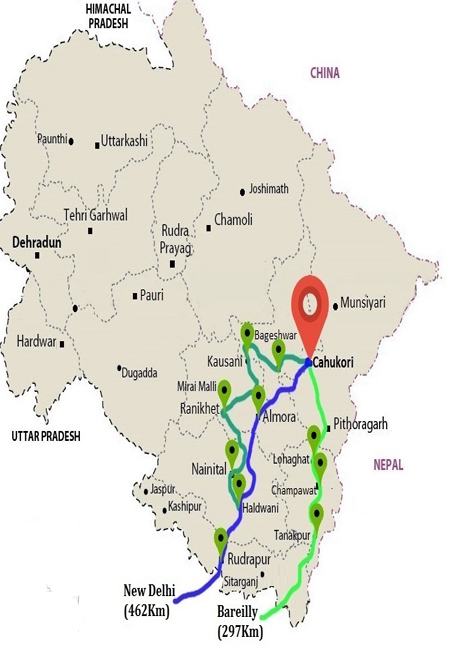 HIMACHAL
PRADESH
CHINA
Paunthi
Uttarkashi
Joshimath
Tehri Garhwal
Chamoli
Rudra
Prayag
Dehradun
Pauri
Munsiyari
Hardwar
Bageshwar
Kausani
Cahukori
Dugadda
Mirai Malli
Ranikhet
Almora
Pithoragarh
UTTAR PRADESH
Lohaghat
NEPAL
Nainital
Champawat
Jaspur
Kashipur
Haldwani
Tanakpur
Rudrapur
Sitarganj
New Delhi
(462Km)
Bareilly
(297Km)